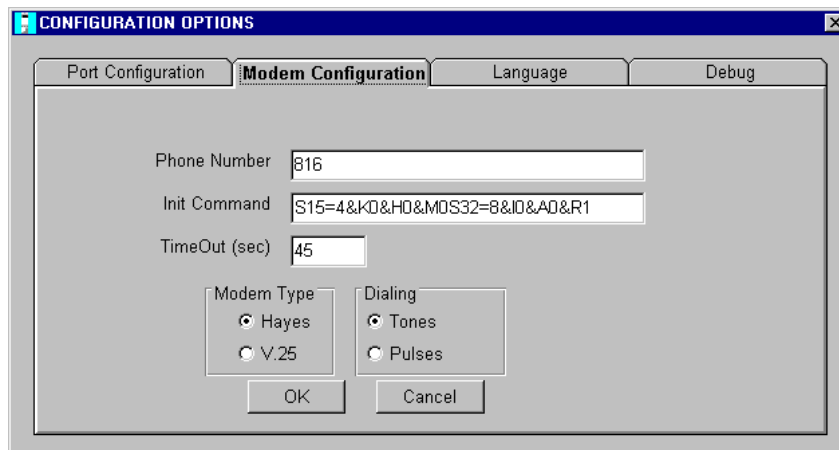 CONFIGURATION OPTIONS
Port Configuration Modem Configuration Language Debug
Phone Number 816
Init Command S15=4&K0&H0&M0S32=8&I0&A0&R1
TimeOut (sec) 45
Modem Type Dialing
Hayes Tones
V.25 Pulses
OK Cancel